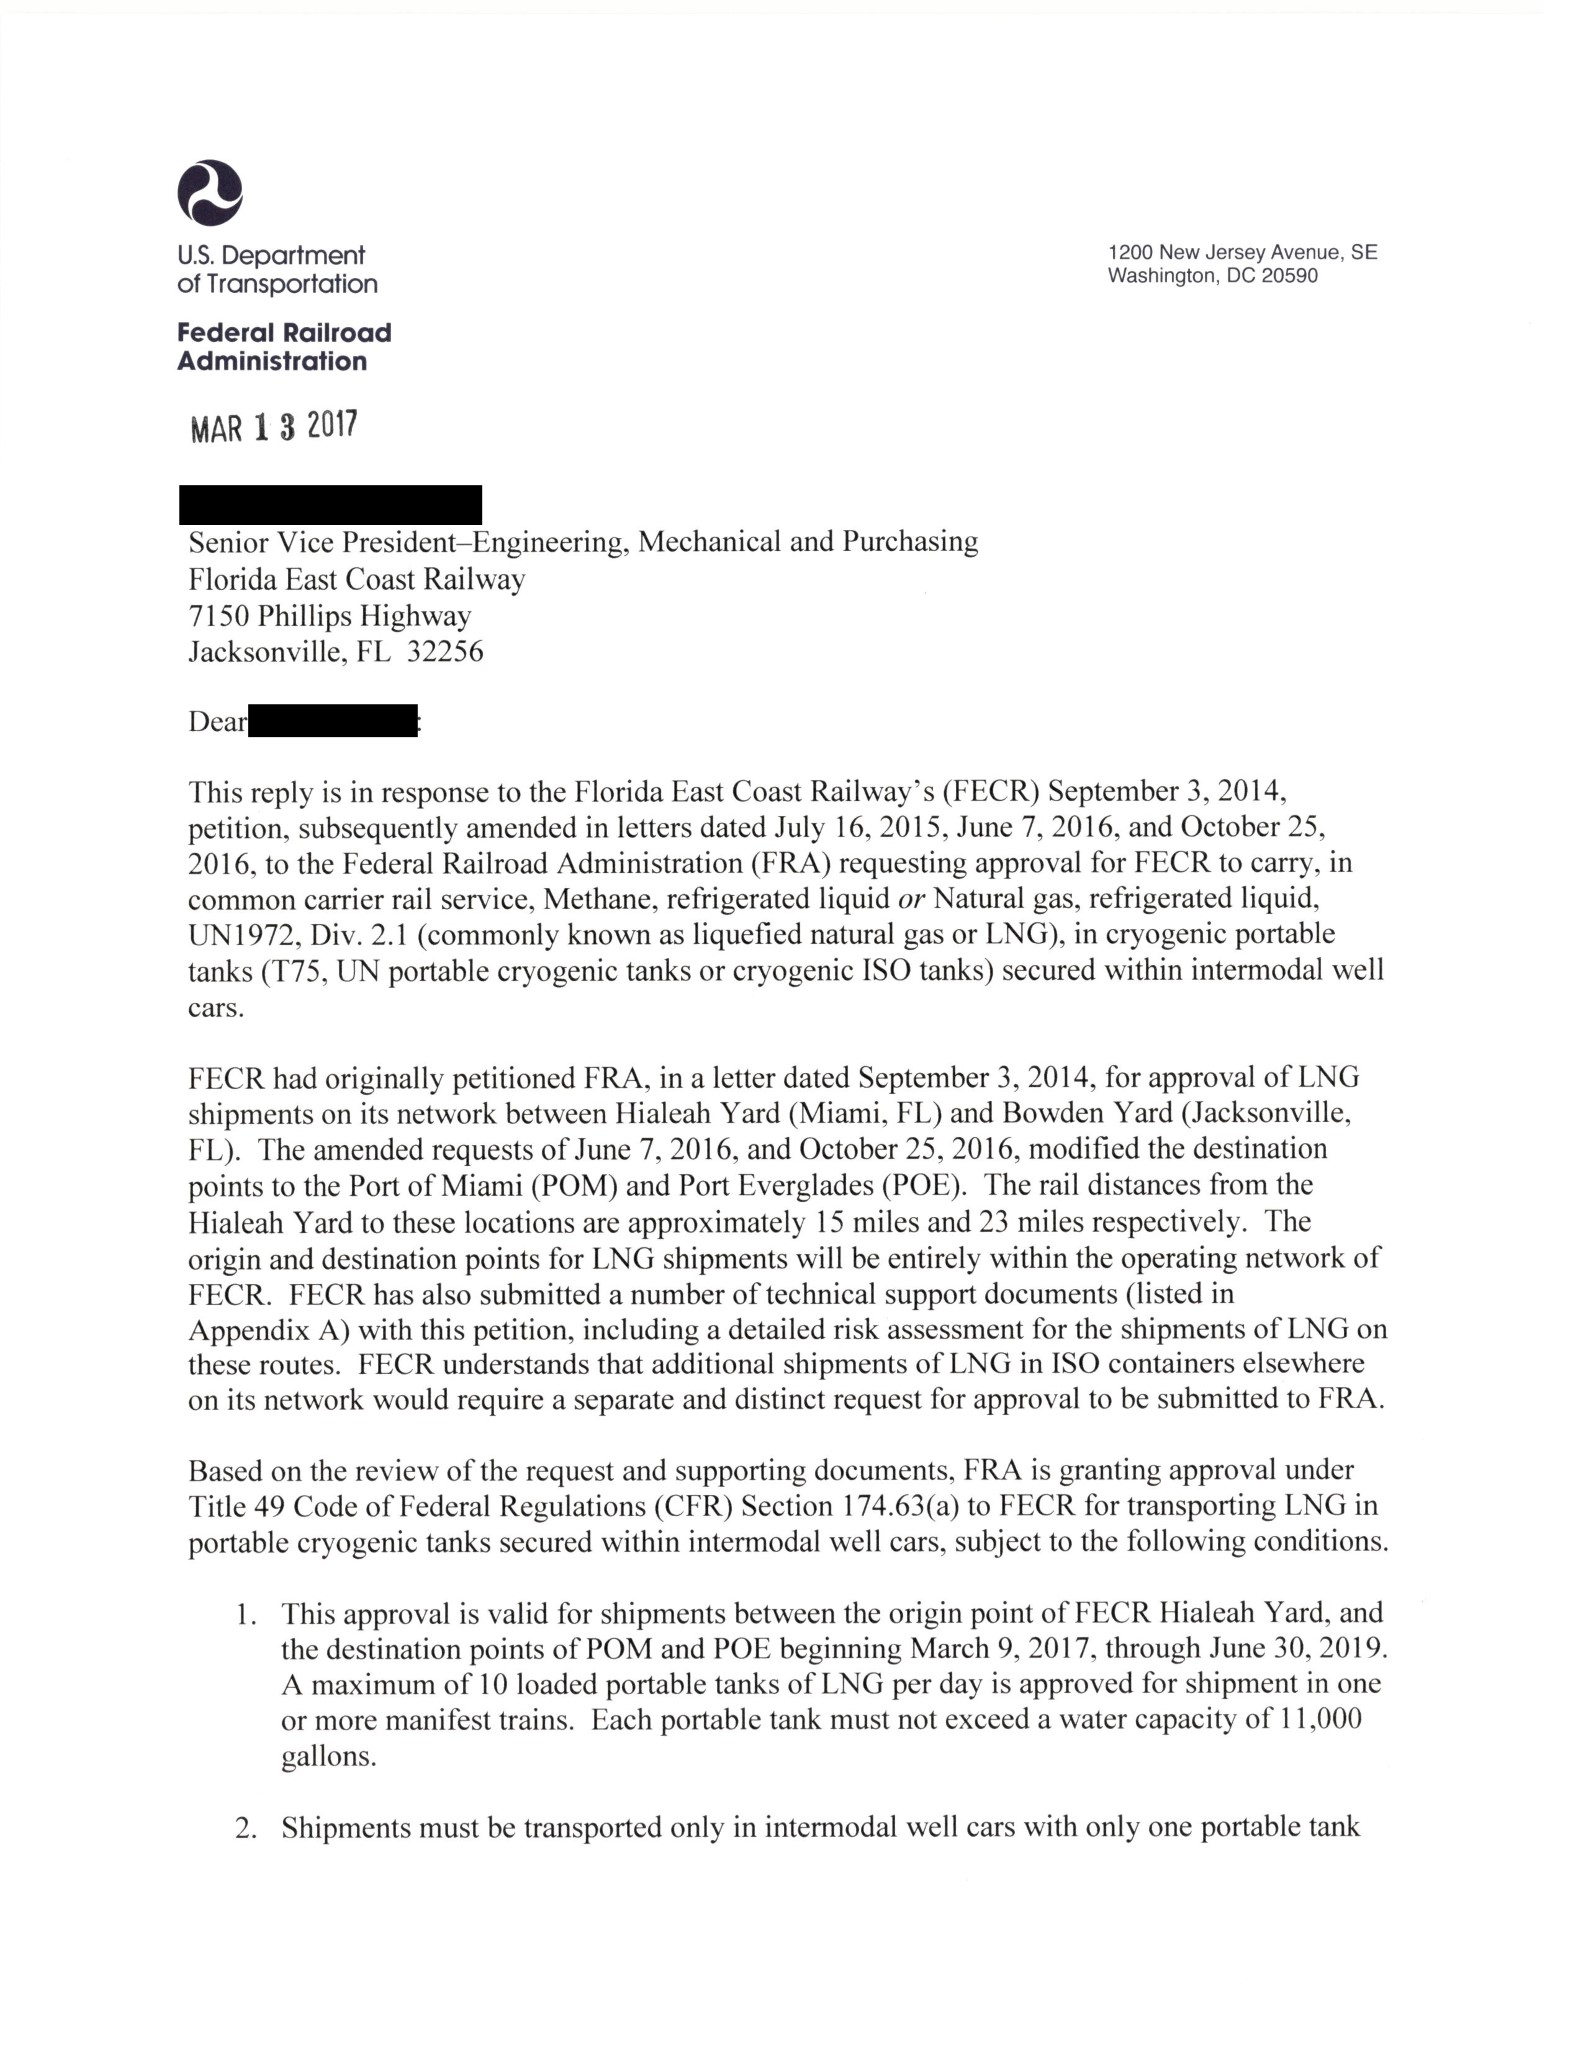 U.S. Department
of Transportation
Federal Railroad
Administration
1200 New Jersey Avenue, SE
Washington, DC 20590
MAR 13 2017
Senior Vice President–Engineering, Mechanical and Purchasing
Florida East Coast Railway
7150 Phillips Highway
Jacksonville, FL 32256
Dear :
This reply is in response to the Florida East Coast Railway's (FECR) September 3, 2014,
petition, subsequently amended in letters dated July 16, 2015, June 7, 2016, and October 25,
2016, to the Federal Railroad Administration (FRA) requesting approval for FECR to carry, in
common carrier rail service, Methane, refrigerated liquid or Natural gas, refrigerated liquid,
UN1972, Div. 2.1 (commonly known as liquefied natural gas or LNG), in cryogenic portable
tanks (T75, UN portable cryogenic tanks or cryogenic ISO tanks) secured within intermodal well
cars.
FECR had originally petitioned FRA, in a letter dated September 3, 2014, for approval of LNG
shipments on its network between Hialeah Yard (Miami, FL) and Bowden Yard (Jacksonville,
FL). The amended requests of June 7, 2016, and October 25, 2016, modified the destination
points to the Port of Miami (POM) and Port Everglades (POE). The rail distances from the
Hialeah Yard to these locations are approximately 15 miles and 23 miles respectively. The
origin and destination points for LNG shipments will be entirely within the operating network of
FECR. FECR has also submitted a number of technical support documents (listed in
Appendix A) with this petition, including a detailed risk assessment for the shipments of LNG on
these routes. FECR understands that additional shipments of LNG in ISO containers elsewhere
on its network would require a separate and distinct request for approval to be submitted to FRA.
Based on the review of the request and supporting documents, FRA is granting approval under
Title 49 Code of Federal Regulations (CFR) Section 174.63(a) to FECR for transporting LNG in
portable cryogenic tanks secured within intermodal well cars, subject to the following conditions.
1. This approval is valid for shipments between the origin point of FECR Hialeah Yard, and
the destination points of POM and POE beginning March 9, 2017, through June 30, 2019.
A maximum of 10 loaded portable tanks of LNG per day is approved for shipment in one
or more manifest trains. Each portable tank must not exceed a water capacity of 11,000
gallons.
2. Shipments must be transported only in intermodal well cars with only one portable tank